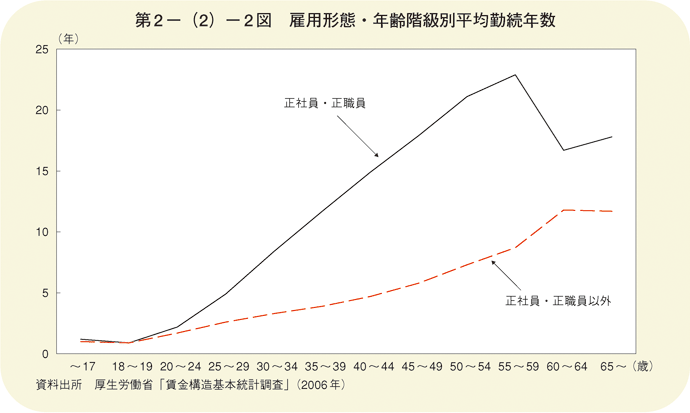 第2－（2）－2図　雇用形態・年齢階級別平均勤続年数
（年）
25
20
15
10
5
0
正社員・正職員
正社員・正職員以外
～17　18～19　20～24　25～29　30～34　35～39　40～44　45～49　50～54　55～59　60～64　65～（歳）
資料出所　厚生労働省「賃金構造基本統計調査」（2006年）